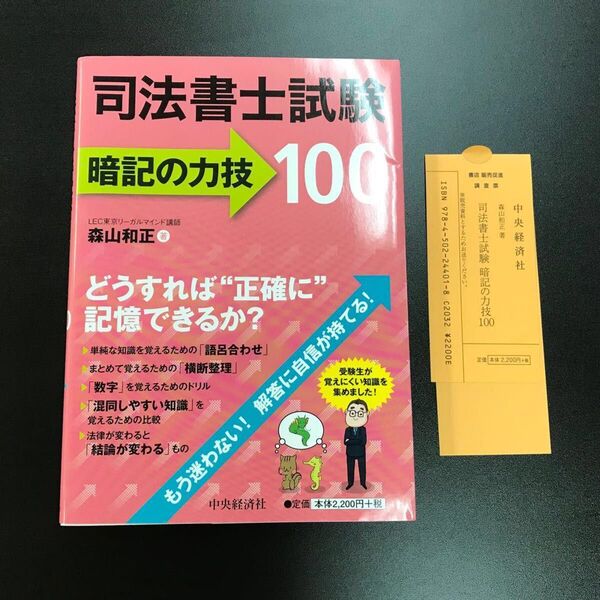 司法書士試験
暗記の力技
100
LEC東京リーガルマインド講師
森山和正 著
どうすれば“正確に”
記憶できるか?
単純な知識を覚えるための「語呂合わせ」
まとめて覚えるための「横断整理」
「数字」を覚えるためのドリル
「混同しやすい知識」を
覚えるための比較
法律が変わると
「結論が変わる」もの
もう迷わない! 解答に自信が持てる!
受験生が
覚えにくい知識を
集めました!
中央経済社
●定価 本体2,200円+税
書店 販売促進
調査票
中央経済社
森山和正 著
司法書士試験 暗記の力技100
ISBN 978-4-502-24401-8 C2032 ¥2200E
定価 本体 2,200円+税